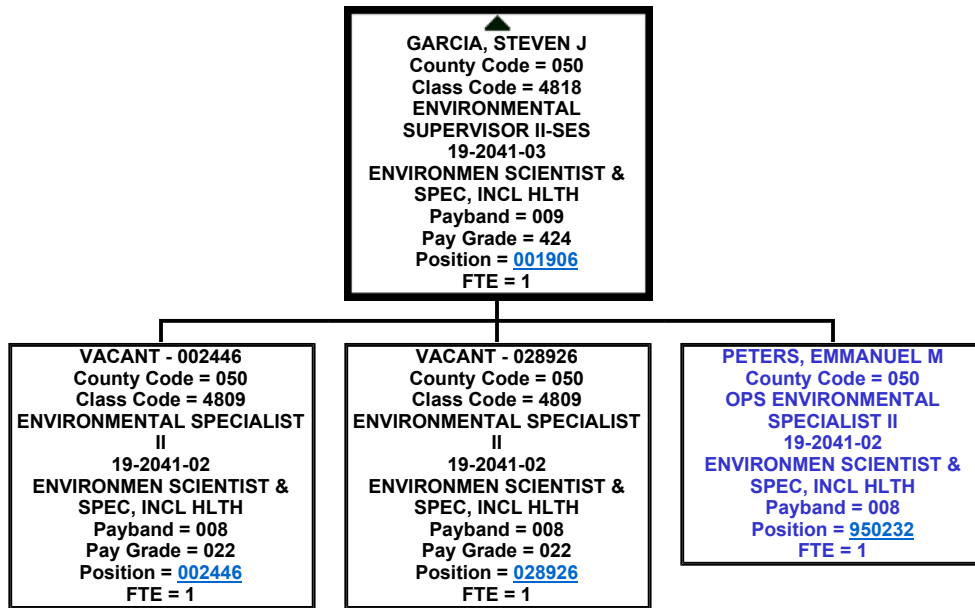 GARCIA, STEVEN J
County Code = 050
Class Code = 4818
ENVIRONMENTAL
SUPERVISOR II-SES
19-2041-03
ENVIRONMEN SCIENTIST &
SPEC, INCL HLTH
Payband = 009
Pay Grade = 424
Position = 001906
FTE = 1
VACANT - 002446
County Code = 050
Class Code = 4809
ENVIRONMENTAL SPECIALIST
II
19-2041-02
ENVIRONMEN SCIENTIST &
SPEC, INCL HLTH
Payband = 008
Pay Grade = 022
Position = 002446
FTE = 1
VACANT - 028926
County Code = 050
Class Code = 4809
ENVIRONMENTAL SPECIALIST
II
19-2041-02
ENVIRONMEN SCIENTIST &
SPEC, INCL HLTH
Payband = 008
Pay Grade = 022
Position = 028926
FTE = 1
PETERS, EMMANUEL M
County Code = 050
OPS ENVIRONMENTAL
SPECIALIST II
19-2041-02
ENVIRONMEN SCIENTIST &
SPEC, INCL HLTH
Payband = 008
Position = 950232
FTE = 1